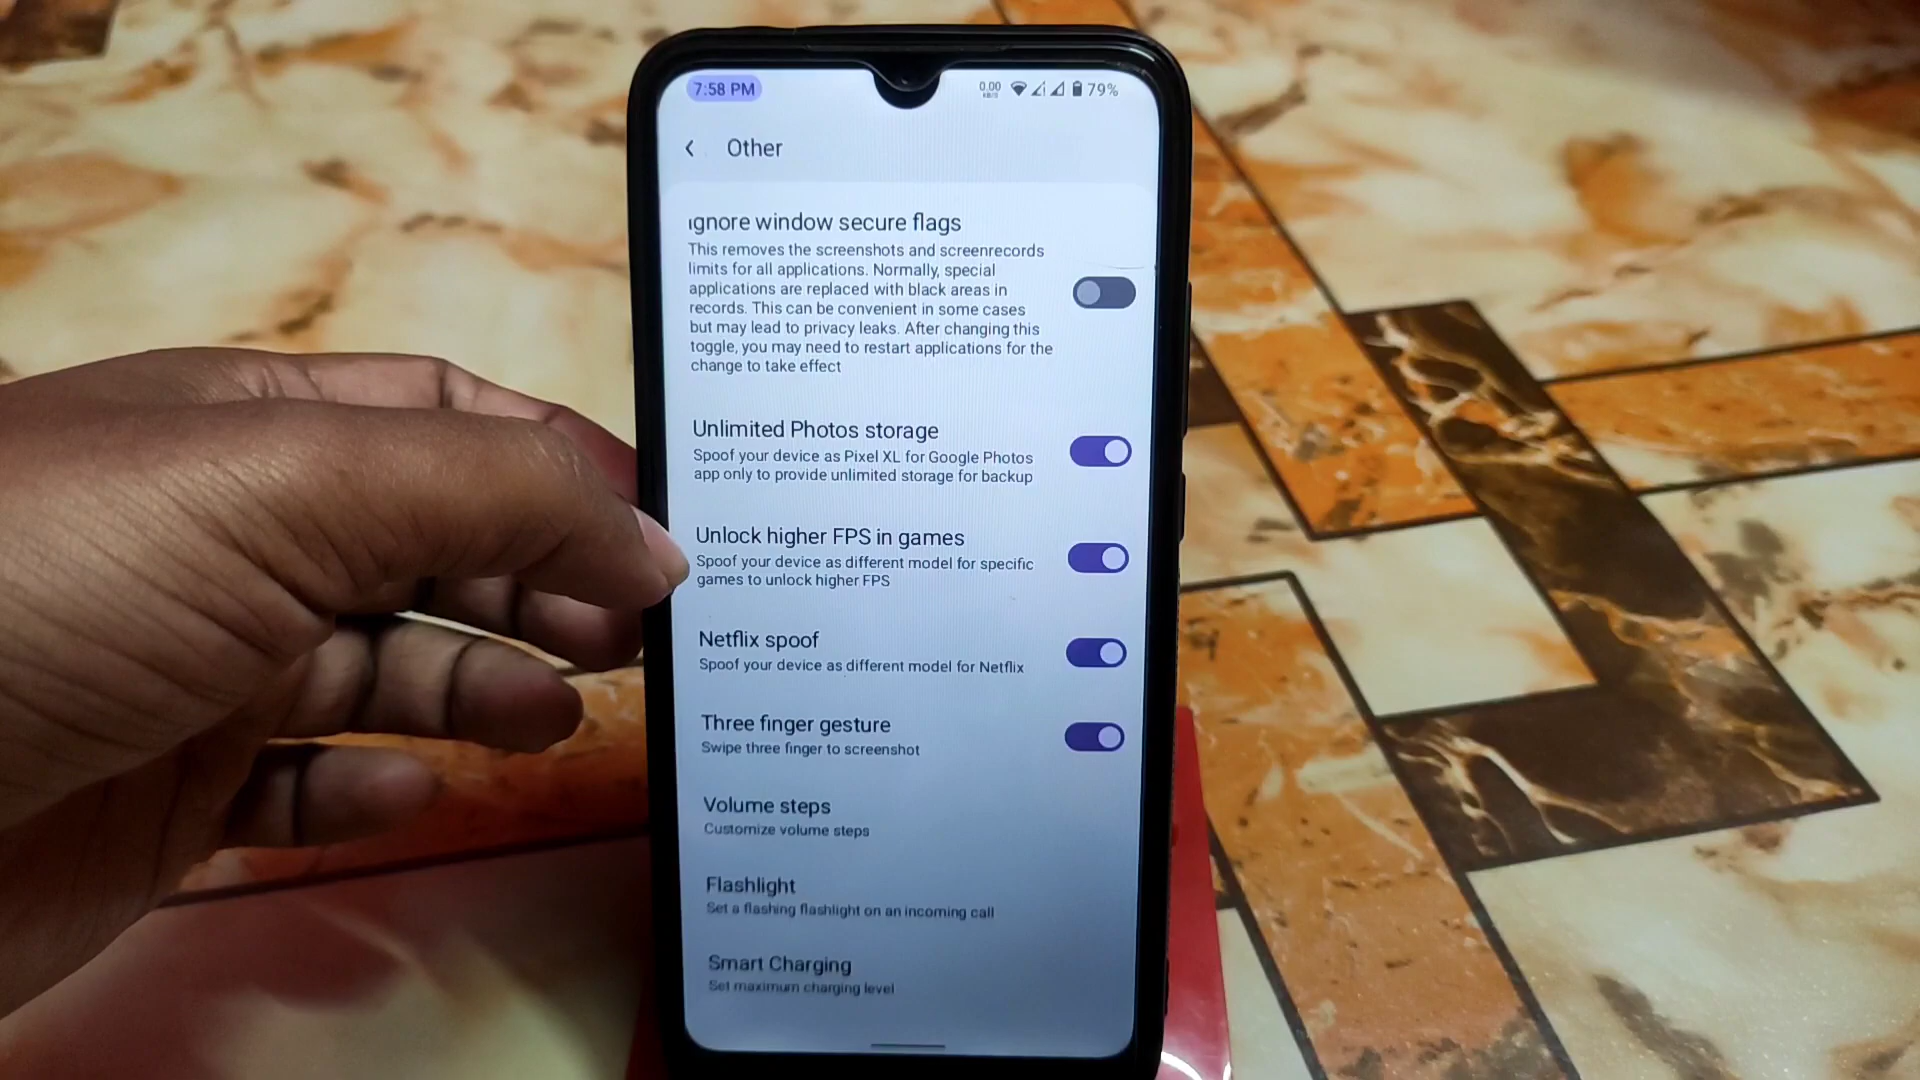 7:58 PM
0.00
KB/S
79%
Other
Ignore window secure flags
This removes the screenshots and screenrecords
limits for all applications. Normally, special
applications are replaced with black areas in
records. This can be convenient in some cases
but may lead to privacy leaks. After changing this
toggle, you may need to restart applications for the
change to take effect
Unlimited Photos storage
Spoof your device as Pixel XL for Google Photos
app only to provide unlimited storage for backup
Unlock higher FPS in games
Spoof your device as different model for specific
games to unlock higher FPS
Netflix spoof
Spoof your device as different model for Netflix
Three finger gesture
Swipe three finger to screenshot
Volume steps
Customize volume steps
Flashlight
Set a flashing flashlight on an incoming call
Smart Charging
Set maximum charging level